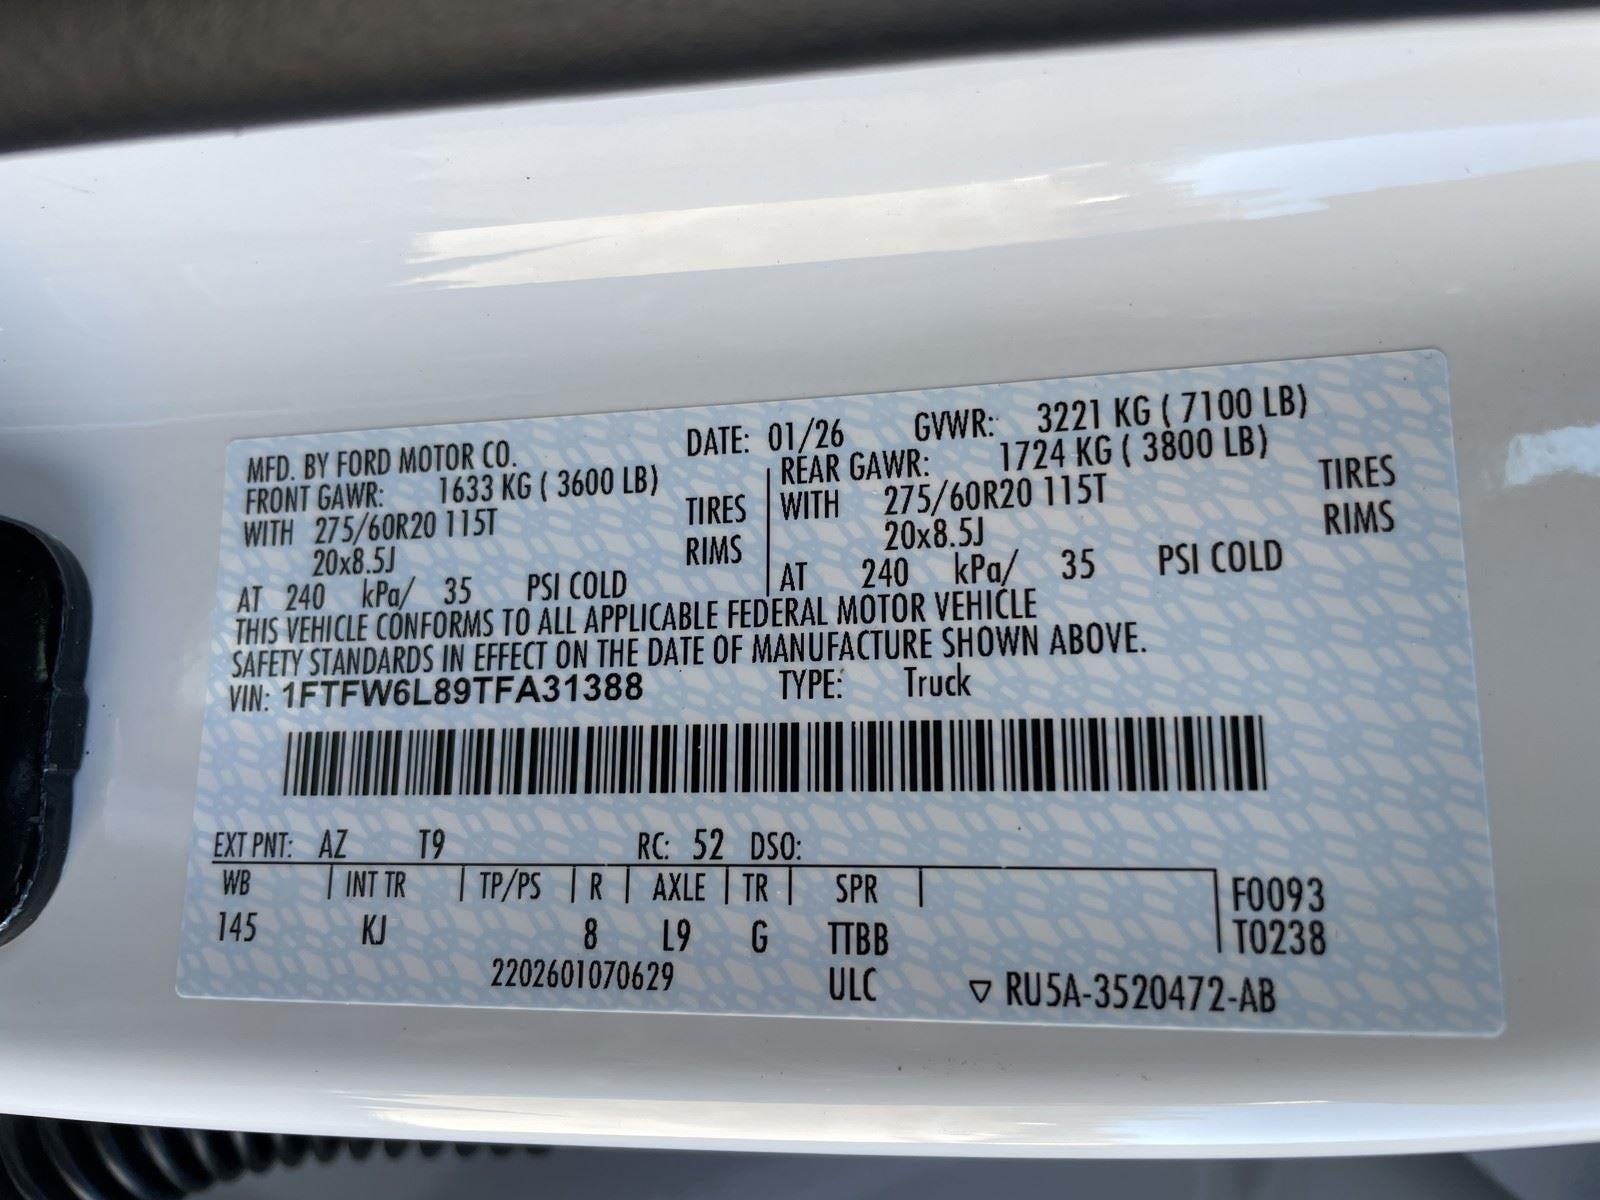 MFD. BY FORD MOTOR CO. DATE: 01/26 GVWR: 3221 KG ( 7100 LB)
FRONT GAWR: 1633 KG ( 3600 LB)
WITH 275/60R20 115T TIRES
20x8.5J RIMS
AT 240 kPa/ 35 PSI COLD
REAR GAWR: 1724 KG ( 3800 LB)
WITH 275/60R20 115T TIRES
20x8.5J RIMS
AT 240 kPa/ 35 PSI COLD
THIS VEHICLE CONFORMS TO ALL APPLICABLE FEDERAL MOTOR VEHICLE
SAFETY STANDARDS IN EFFECT ON THE DATE OF MANUFACTURE SHOWN ABOVE.
VIN: 1FTFW6L89TFA31388 TYPE: Truck
EXT PNT: AZ T9 RC: 52 DSO:
WB | INT TR | TP/PS | R | AXLE | TR | SPR | F0093
145 KJ 8 L9 G TTBB T0238
2202601070629 ULC ▽ RU5A-3520472-AB